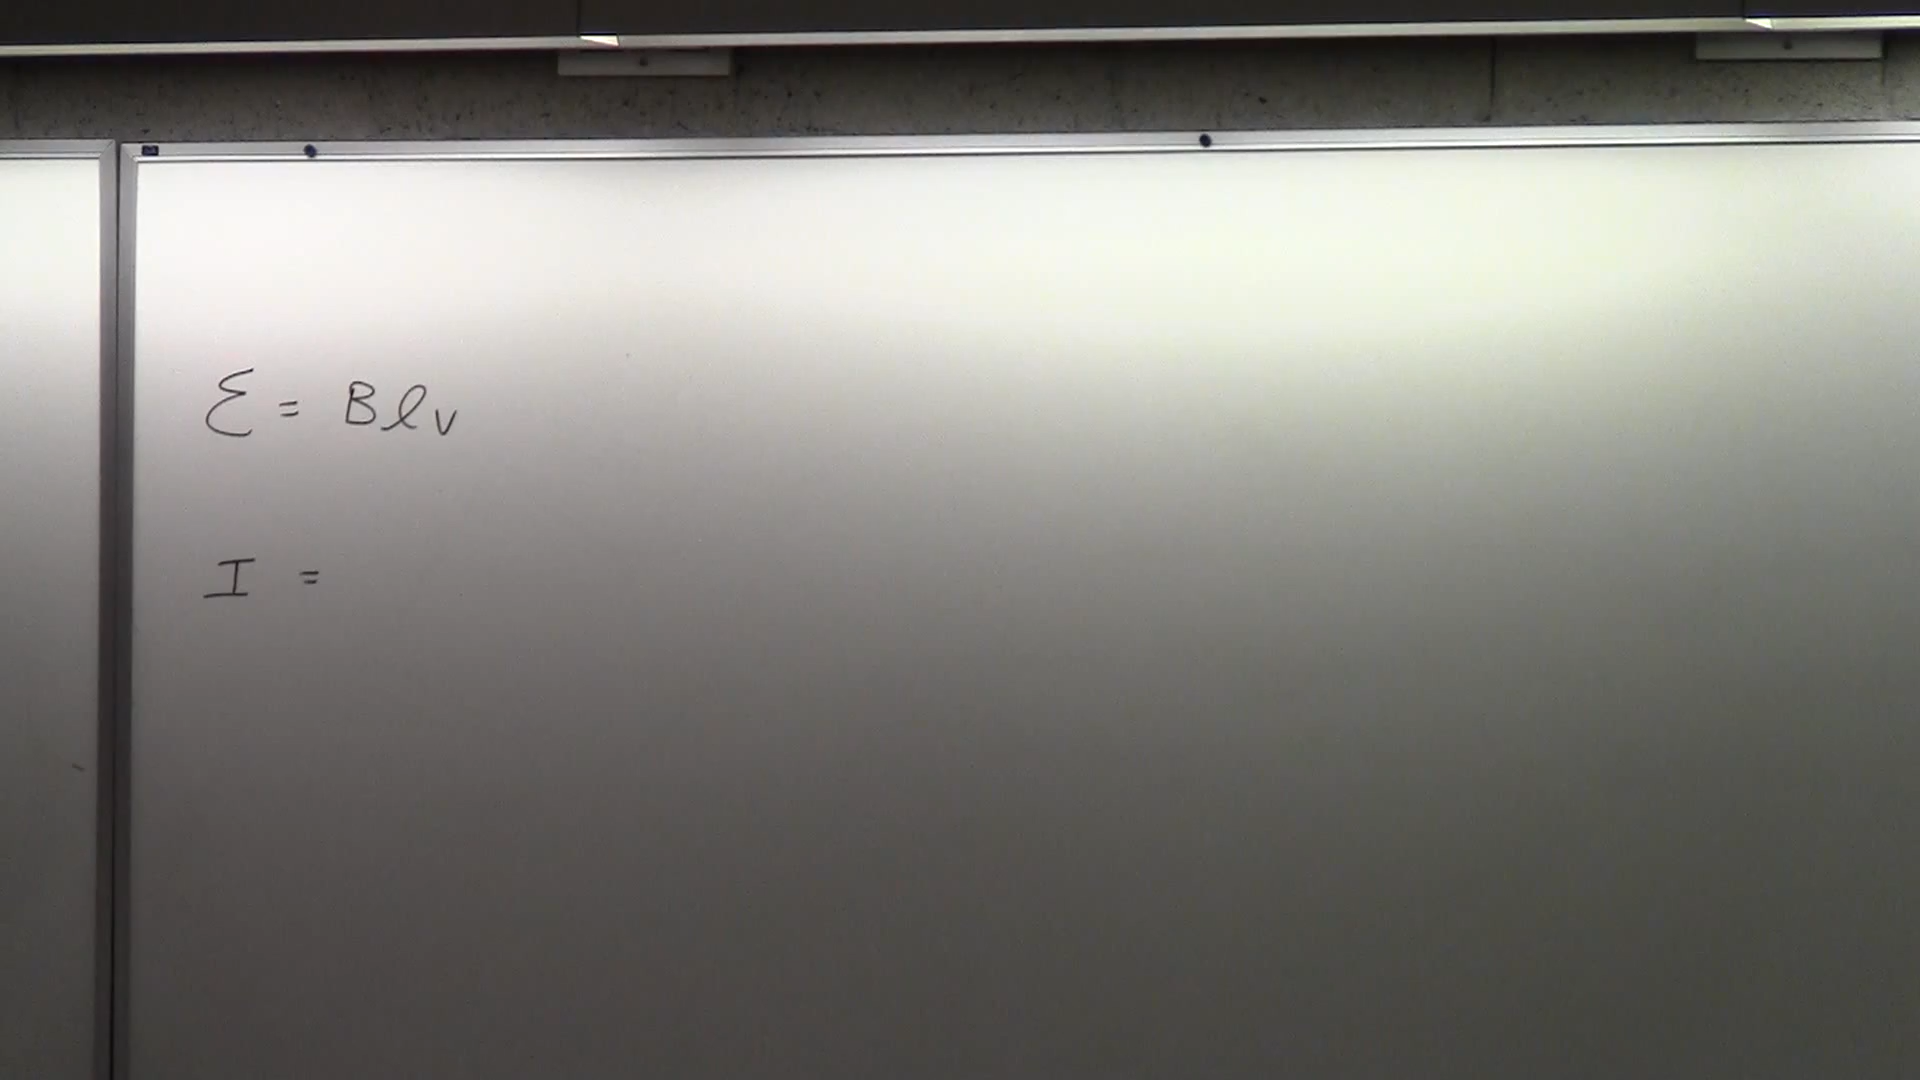 ℰ = Bℓv
I =